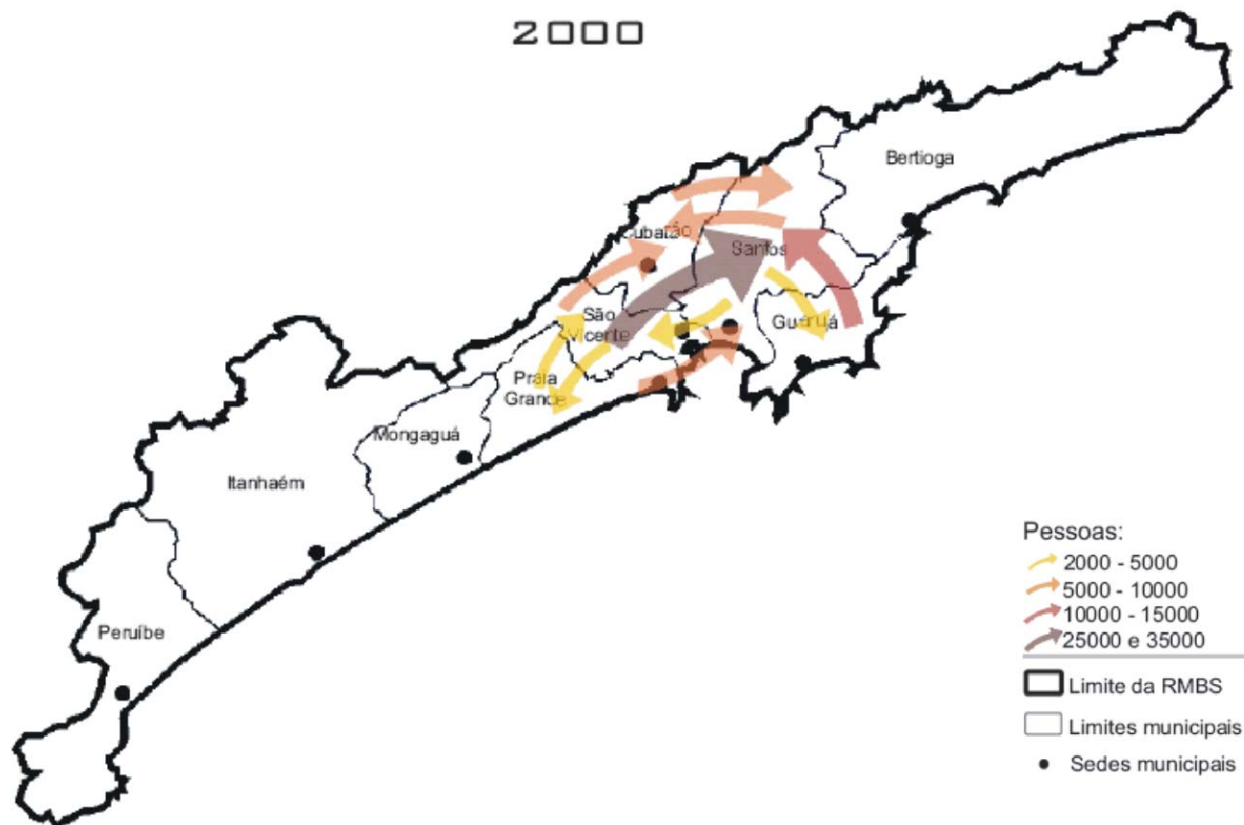 2000
Bertioga
Cubatão
Santos
São
Vicente
Guarujá
Praia
Grande
Mongaguá
Itanhaém
Peruíbe
Pessoas:
2000 - 5000
5000 - 10000
10000 - 15000
25000 e 35000
Limite da RMBS
Limites municipais
Sedes municipais